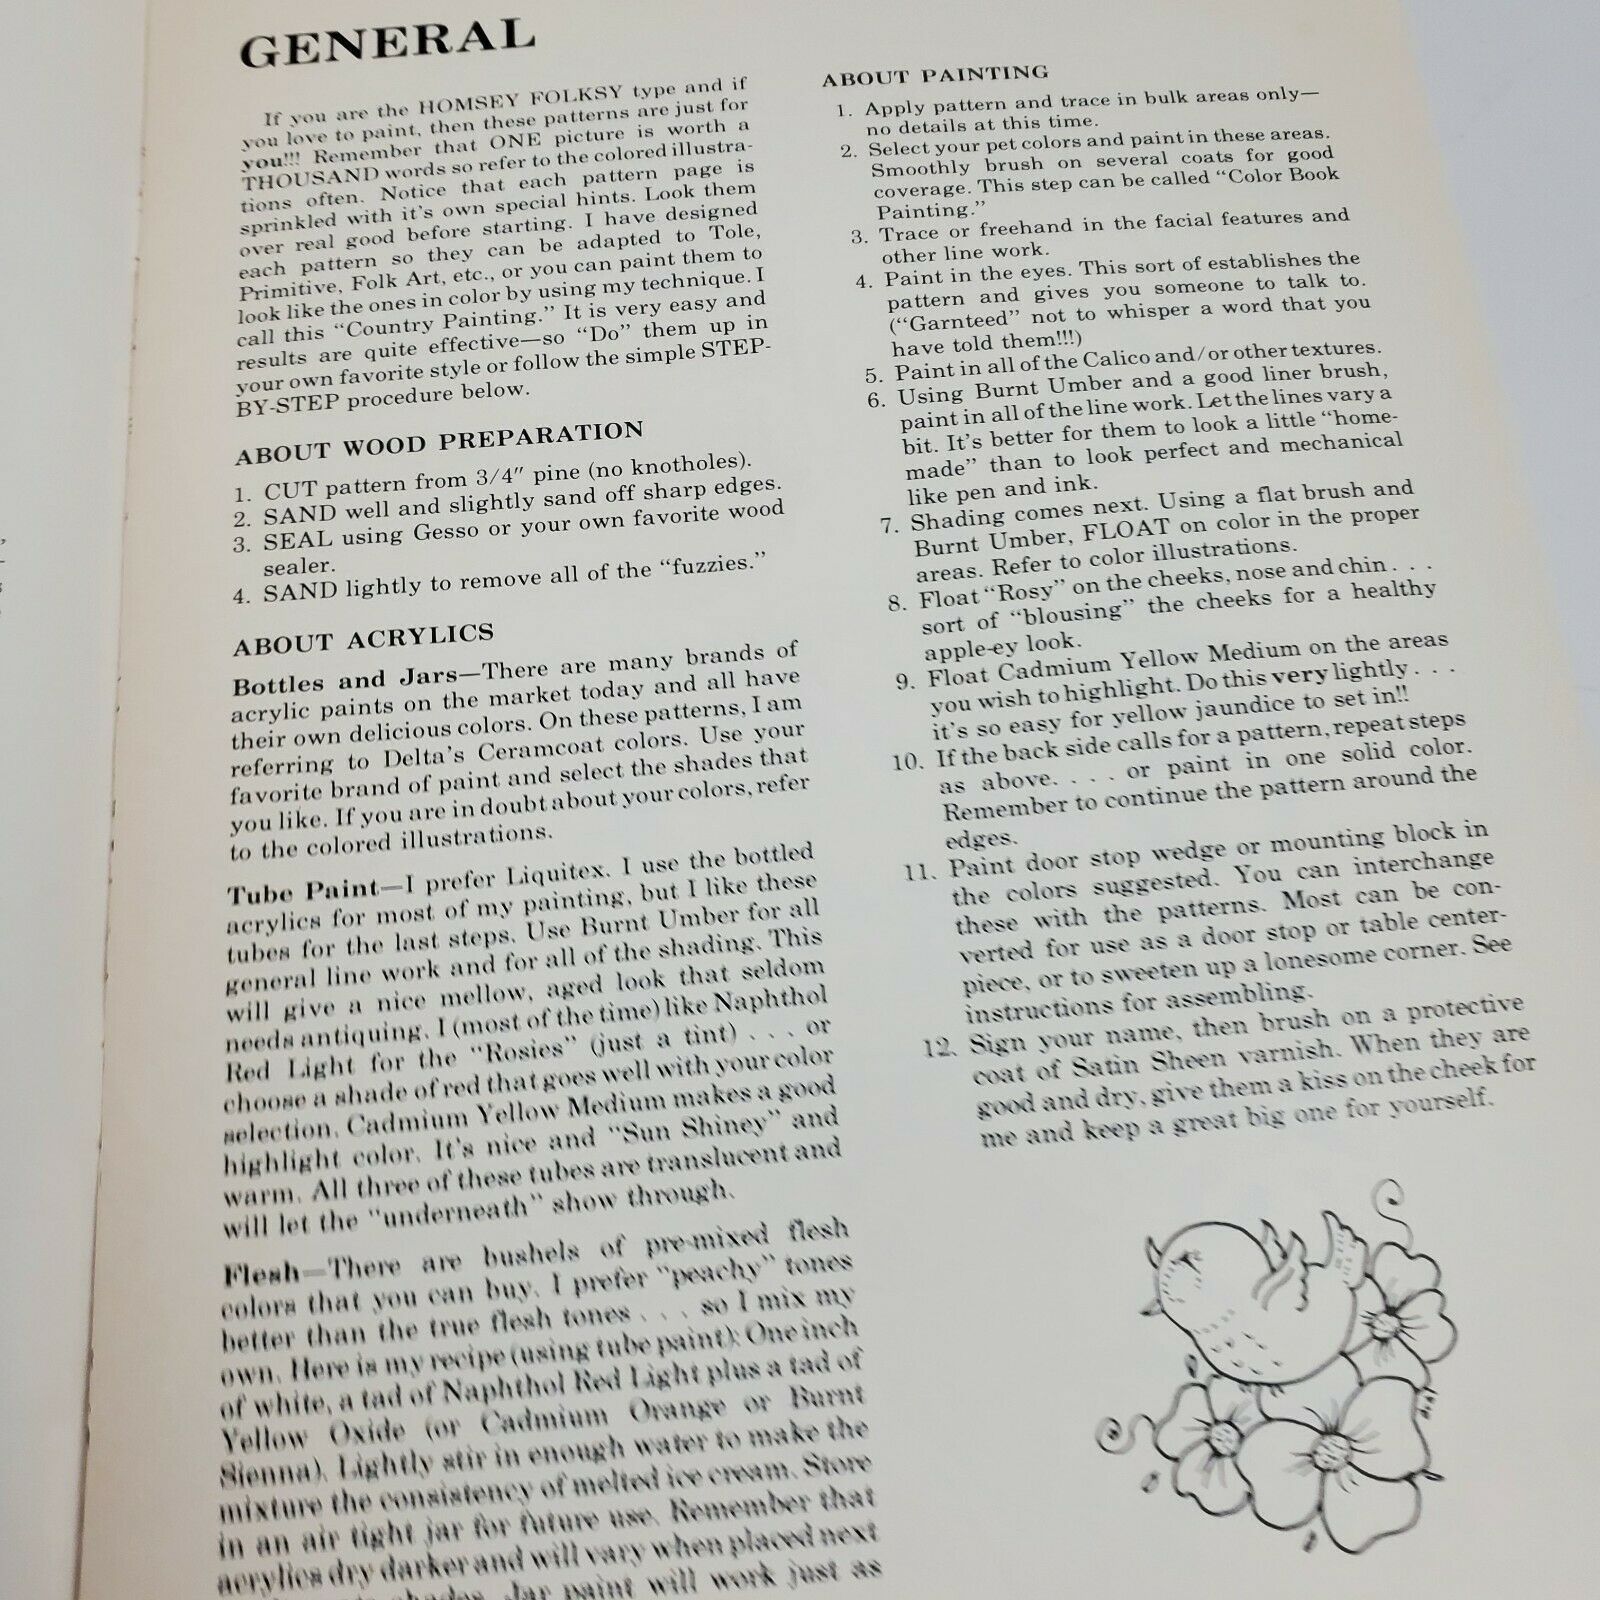 GENERAL
If you are the HOMSEY FOLKSY type and if
you love to paint, then these patterns are just for
you!!! Remember that ONE picture is worth a
THOUSAND words so refer to the colored illustra-
tions often. Notice that each pattern page is
sprinkled with it's own special hints. Look them
over real good before starting. I have designed
each pattern so they can be adapted to Tole,
Primitive, Folk Art, etc., or you can paint them to
look like the ones in color by using my technique. I
call this "Country Painting." It is very easy and
results are quite effective—so "Do" them up in
your own favorite style or follow the simple STEP-
BY-STEP procedure below.
ABOUT WOOD PREPARATION
1. CUT pattern from 3/4" pine (no knotholes).
2. SAND well and slightly sand off sharp edges.
3. SEAL using Gesso or your own favorite wood
sealer.
4. SAND lightly to remove all of the "fuzzies."
ABOUT ACRYLICS
Bottles and Jars—There are many brands of
acrylic paints on the market today and all have
their own delicious colors. On these patterns, I am
referring to Delta's Ceramcoat colors. Use your
favorite brand of paint and select the shades that
you like. If you are in doubt about your colors, refer
to the colored illustrations.
Tube Paint—I prefer Liquitex. I use the bottled
acrylics for most of my painting, but I like these
tubes for the last steps. Use Burnt Umber for all
general line work and for all of the shading. This
will give a nice mellow, aged look that seldom
needs antiquing. I (most of the time) like Naphthol
Red Light for the "Rosies" (just a tint) . . . or
choose a shade of red that goes well with your color
selection. Cadmium Yellow Medium makes a good
highlight color. It's nice and "Sun Shiney" and
warm. All three of these tubes are translucent and
will let the "underneath" show through.
Flesh—There are bushels of pre-mixed flesh
colors that you can buy. I prefer "peachy" tones
better than the true flesh tones . . . so I mix my
own. Here is my recipe (using tube paint): One inch
of white, a tad of Naphthol Red Light plus a tad of
Yellow Oxide (or Cadmium Orange or Burnt
Sienna). Lightly stir in enough water to make the
mixture the consistency of melted ice cream. Store
in an air tight jar for future use. Remember that
acrylics dry darker and will vary when placed next
shades. Jar paint will work just as
ABOUT PAINTING
1. Apply pattern and trace in bulk areas only—
no details at this time.
2. Select your pet colors and paint in these areas.
Smoothly brush on several coats for good
coverage. This step can be called "Color Book
Painting."
3. Trace or freehand in the facial features and
other line work.
4. Paint in the eyes. This sort of establishes the
pattern and gives you someone to talk to.
("Garnteed" not to whisper a word that you
have told them!!!)
5. Paint in all of the Calico and/or other textures.
6. Using Burnt Umber and a good liner brush,
paint in all of the line work. Let the lines vary a
bit. It's better for them to look a little "home-
made" than to look perfect and mechanical
like pen and ink.
7. Shading comes next. Using a flat brush and
Burnt Umber, FLOAT on color in the proper
areas. Refer to color illustrations.
8. Float "Rosy" on the cheeks, nose and chin . . .
sort of "blousing" the cheeks for a healthy
apple-ey look.
9. Float Cadmium Yellow Medium on the areas
you wish to highlight. Do this very lightly . . .
it's so easy for yellow jaundice to set in!!
10. If the back side calls for a pattern, repeat steps
as above. . . . or paint in one solid color.
Remember to continue the pattern around the
edges.
11. Paint door stop wedge or mounting block in
the colors suggested. You can interchange
these with the patterns. Most can be con-
verted for use as a door stop or table center-
piece, or to sweeten up a lonesome corner. See
instructions for assembling.
12. Sign your name, then brush on a protective
coat of Satin Sheen varnish. When they are
good and dry, give them a kiss on the cheek for
me and keep a great big one for yourself.